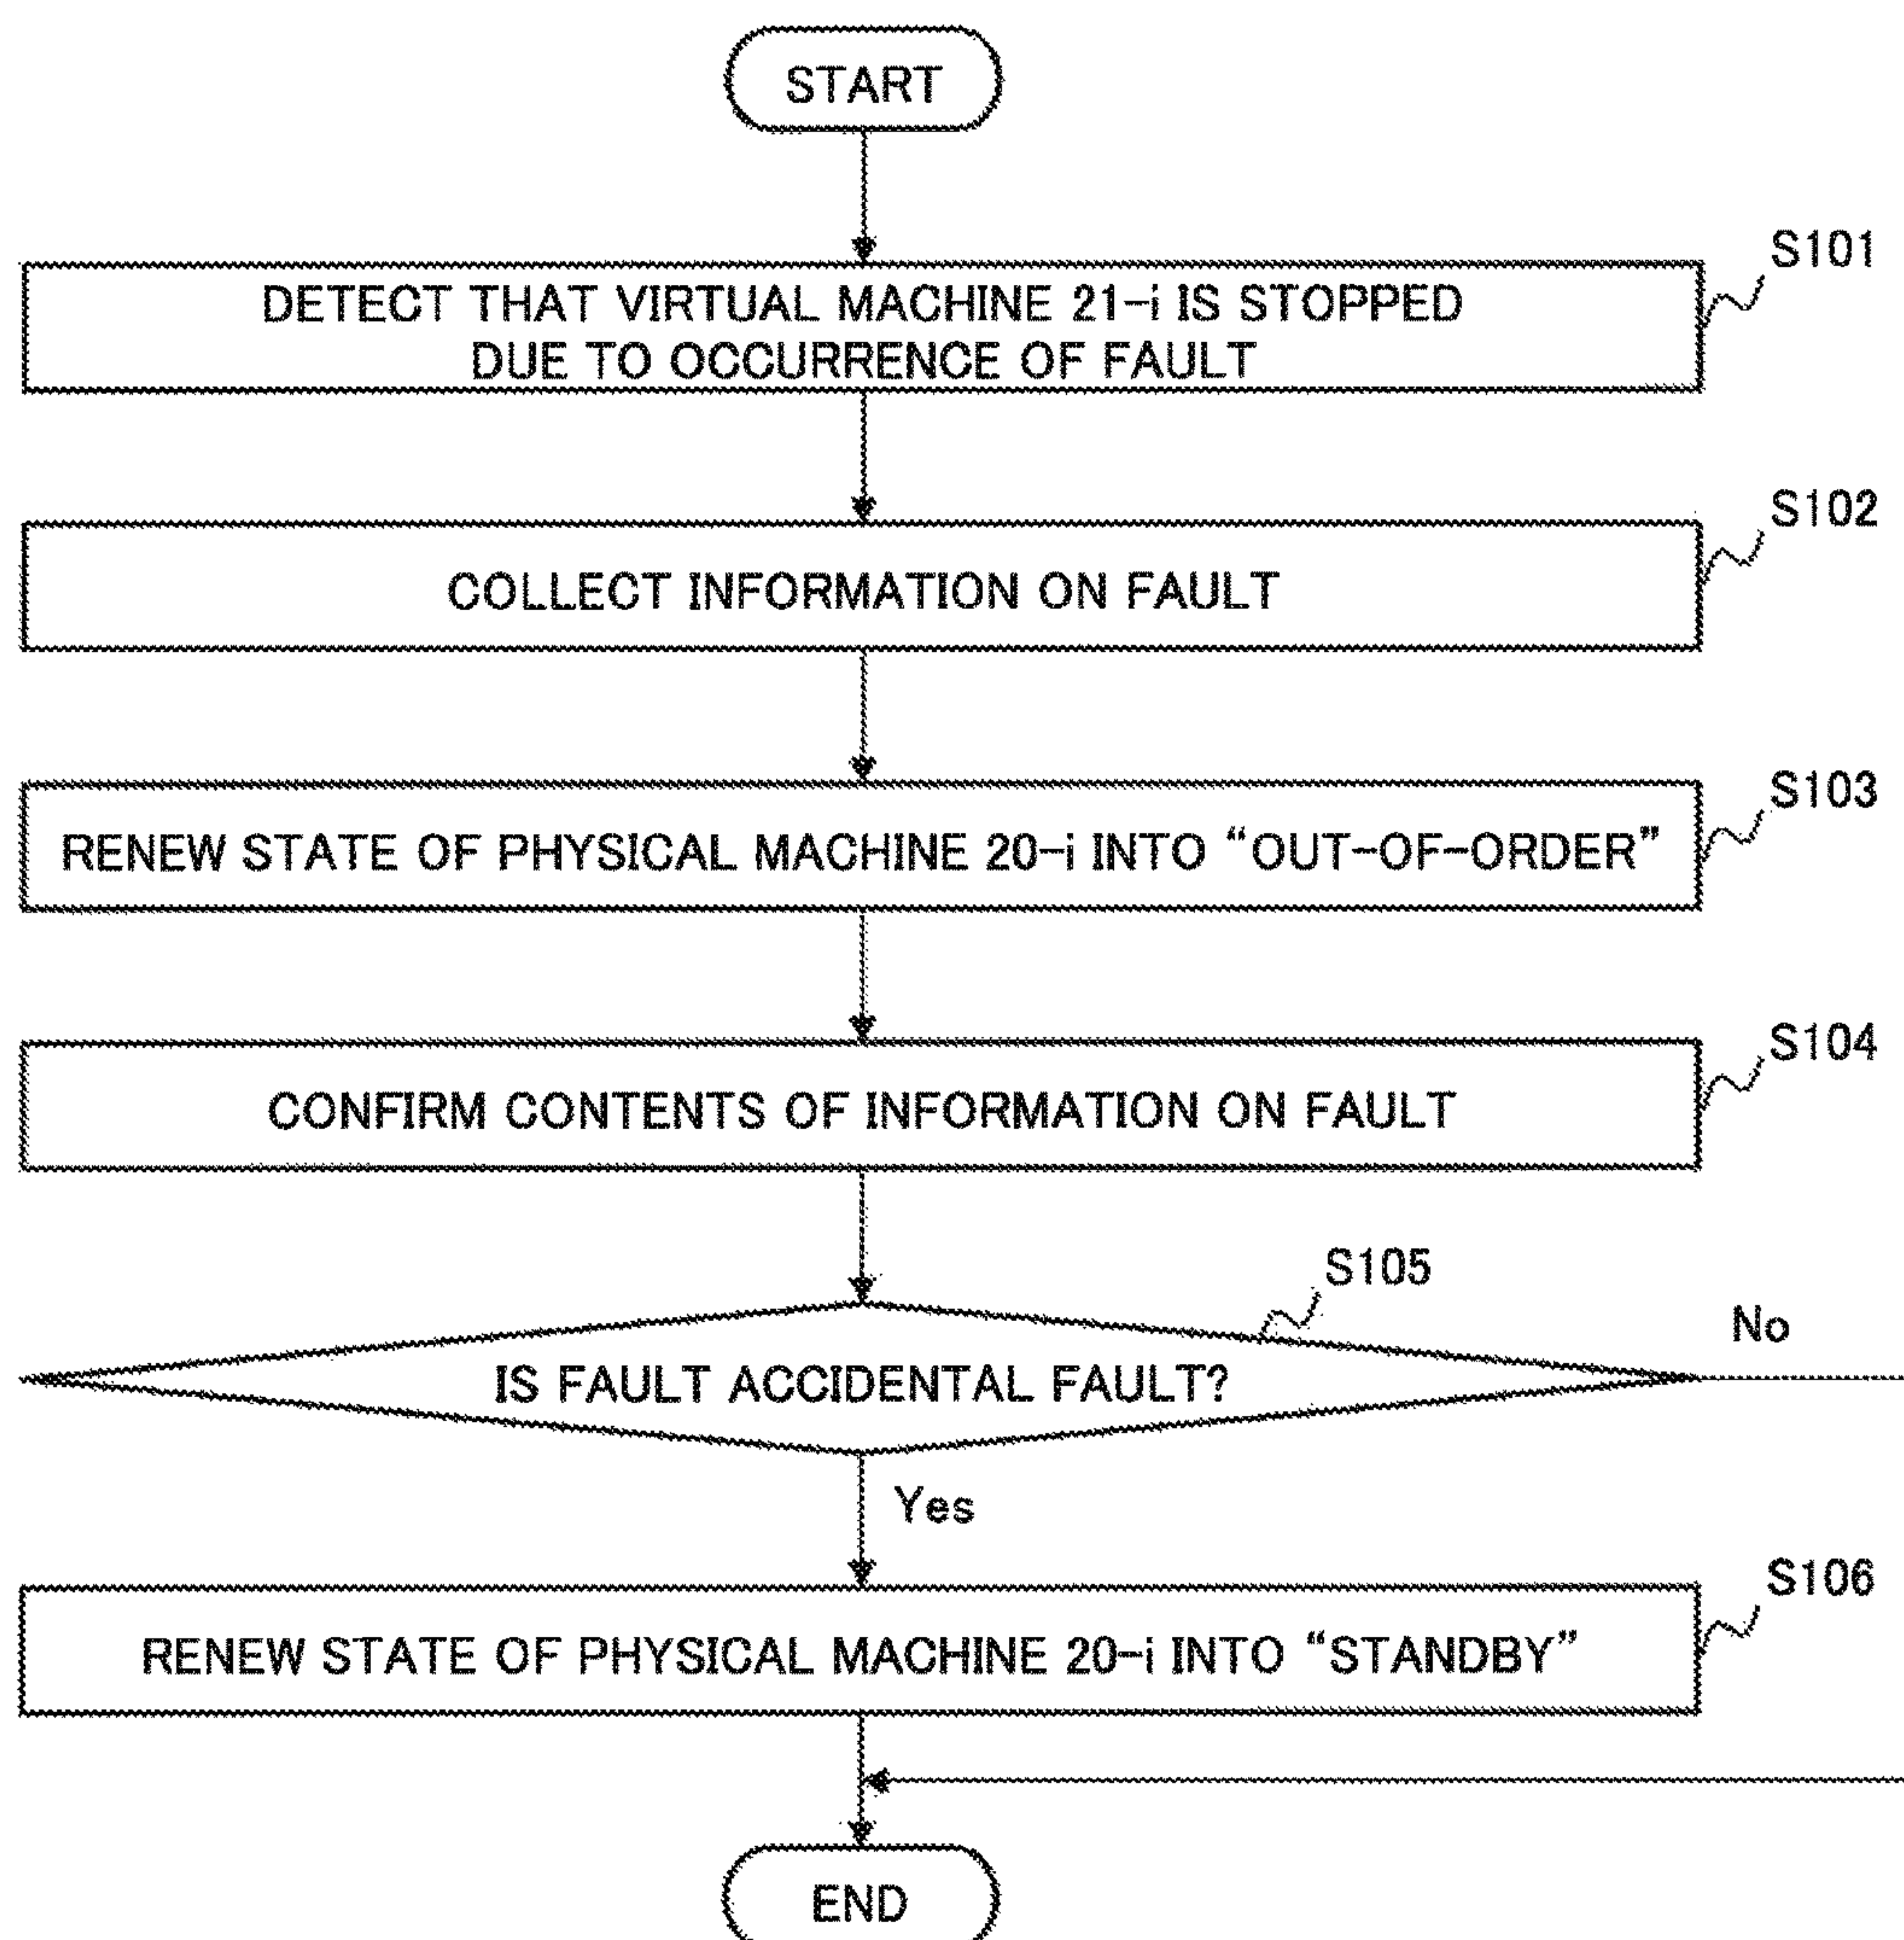 START
S101
DETECT THAT VIRTUAL MACHINE 21-i IS STOPPED
DUE TO OCCURRENCE OF FAULT
S102
COLLECT INFORMATION ON FAULT
S103
RENEW STATE OF PHYSICAL MACHINE 20-i INTO “OUT-OF-ORDER”
S104
CONFIRM CONTENTS OF INFORMATION ON FAULT
S105
No
IS FAULT ACCIDENTAL FAULT?
Yes
S106
RENEW STATE OF PHYSICAL MACHINE 20-i INTO “STANDBY”
END